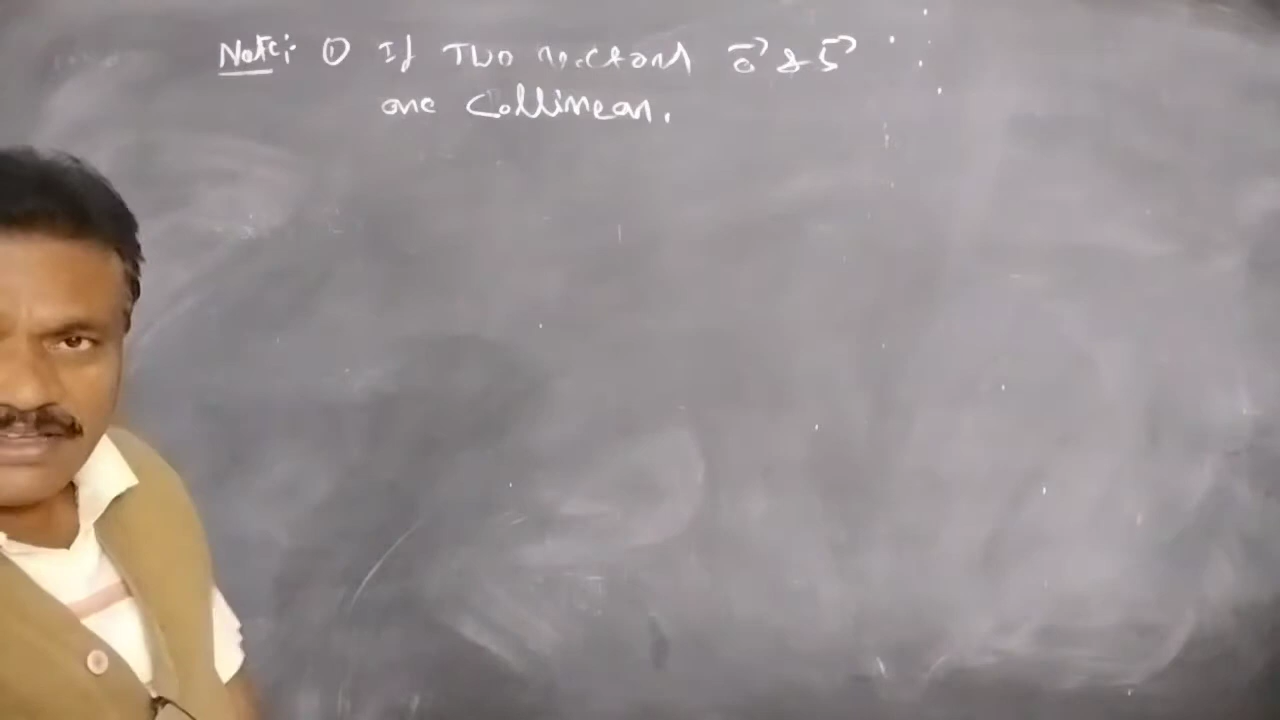 Note:- ① If Two vectors a⃗ & b⃗
are Collinear.